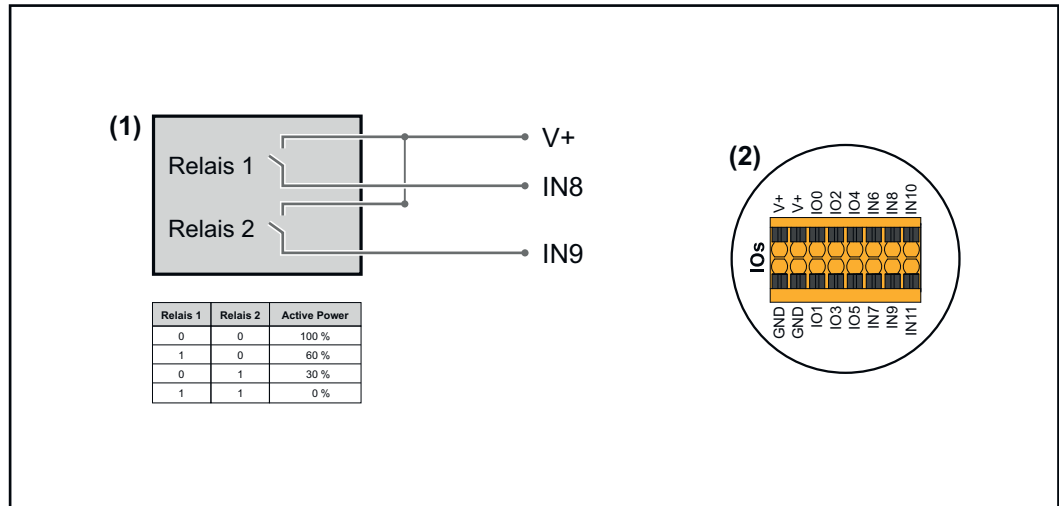 (1)
Relais 1
Relais 2
V+
IN8
IN9
Relais 1 Relais 2 Active Power
0 0 100 %
1 0 60 %
0 1 30 %
1 1 0 %
(2)
V+ V+ IO0 IO2 IO4 IN6 IN8 IN10
IOs
GND GND IO1 IO3 IO5 IN7 IN9 IN11